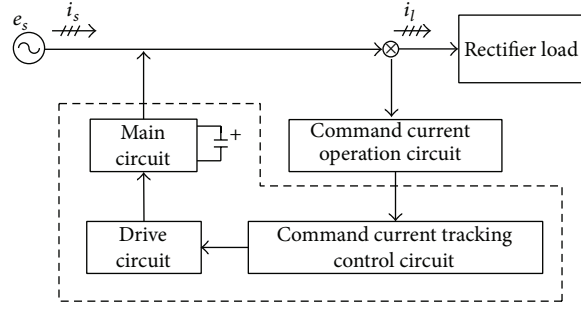 e_s
i_s
i_l
Rectifier load
Main
circuit
+
Command current
operation circuit
Drive
circuit
Command current tracking
control circuit